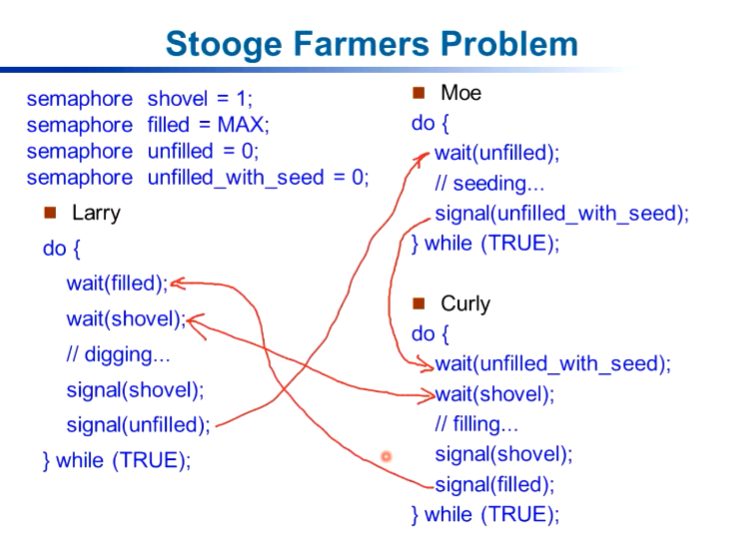 Stooge Farmers Problem
semaphore shovel = 1;
semaphore filled = MAX;
semaphore unfilled = 0;
semaphore unfilled_with_seed = 0;
Larry
do {
wait(filled);
wait(shovel);
// digging...
signal(shovel);
signal(unfilled);
} while (TRUE);
Moe
do {
wait(unfilled);
// seeding...
signal(unfilled_with_seed);
} while (TRUE);
Curly
do {
wait(unfilled_with_seed);
wait(shovel);
// filling...
signal(shovel);
signal(filled);
} while (TRUE);